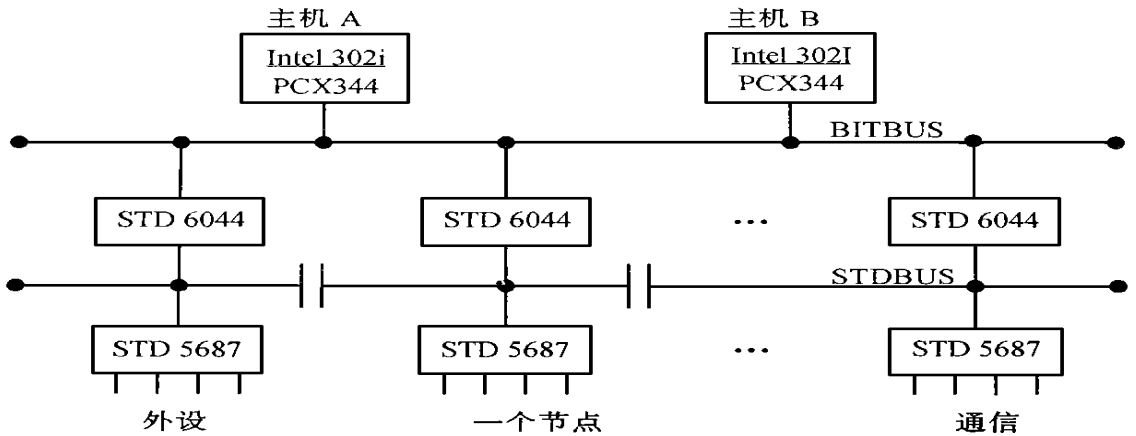 主机 A
主机 B
Intel 302i
PCX344
Intel 302I
PCX344
BITBUS
STD 6044
STD 6044
...
STD 6044
STDBUS
STD 5687
STD 5687
...
STD 5687
外设
一个节点
通信